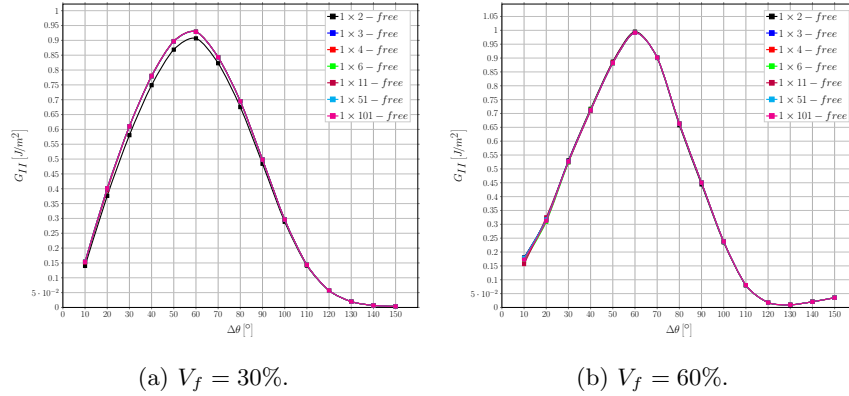 1
0.95
0.9
0.85
0.8
0.75
0.7
0.65
0.6
0.55
0.5
0.45
0.4
0.35
0.3
0.25
0.2
0.15
0.1
5 · 10⁻²
0
G_{II} [J/m²]
0 10 20 30 40 50 60 70 80 90 100 110 120 130 140 150
Δθ [°]
1 × 2 − free
1 × 3 − free
1 × 4 − free
1 × 6 − free
1 × 11 − free
1 × 51 − free
1 × 101 − free
(a) V_f = 30%.
1.05
1
0.95
0.9
0.85
0.8
0.75
0.7
0.65
0.6
0.55
0.5
0.45
0.4
0.35
0.3
0.25
0.2
0.15
0.1
5 · 10⁻²
0
G_{II} [J/m²]
0 10 20 30 40 50 60 70 80 90 100 110 120 130 140 150
Δθ [°]
1 × 2 − free
1 × 3 − free
1 × 4 − free
1 × 6 − free
1 × 11 − free
1 × 51 − free
1 × 101 − free
(b) V_f = 60%.